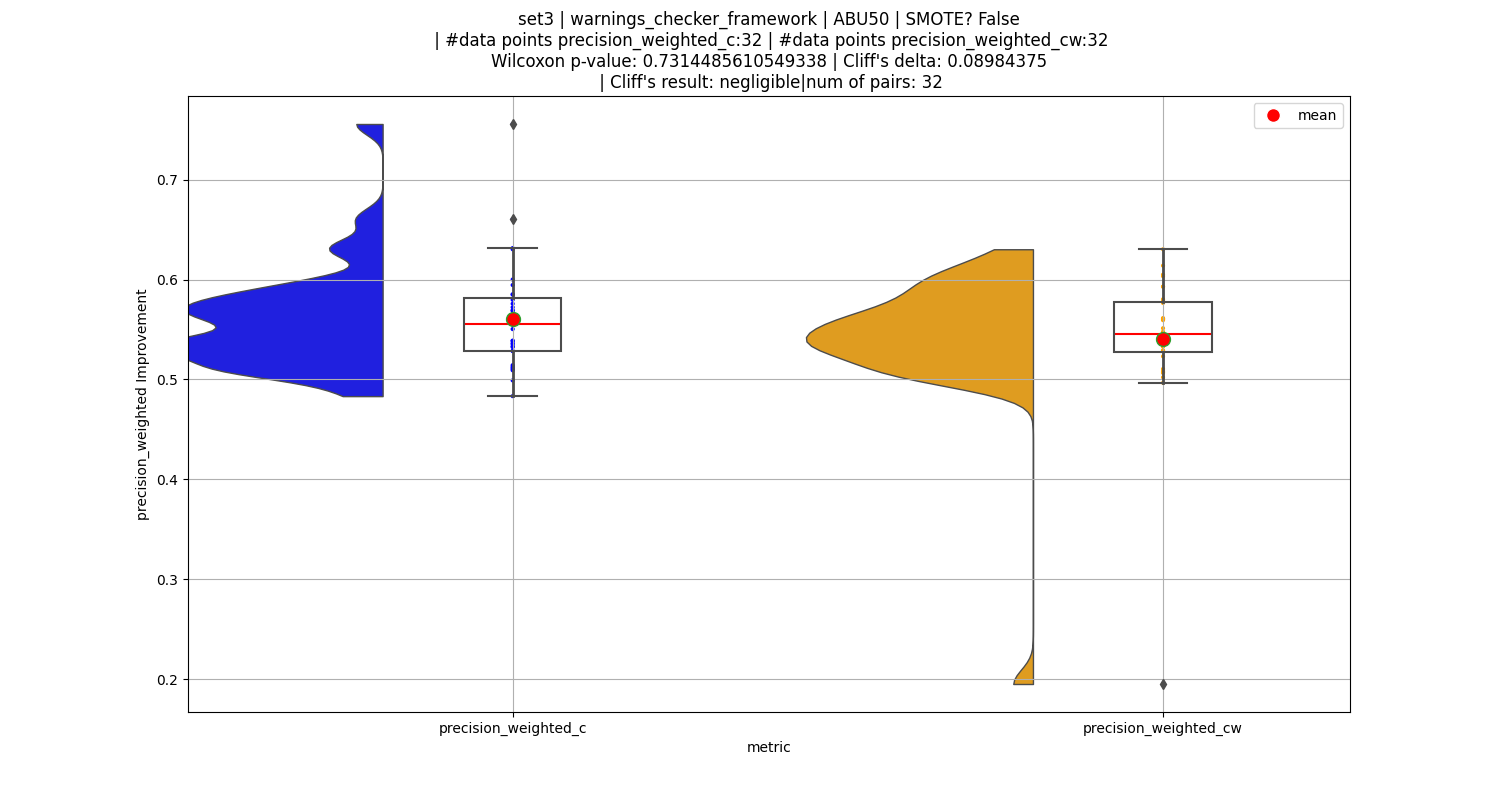 set3 | warnings_checker_framework | ABU50 | SMOTE? False
| #data points precision_weighted_c:32 | #data points precision_weighted_cw:32
Wilcoxon p-value: 0.7314485610549338 | Cliff's delta: 0.08984375
| Cliff's result: negligible|num of pairs: 32
mean
0.7
0.6
0.5
0.4
0.3
0.2
precision_weighted Improvement
precision_weighted_c
precision_weighted_cw
metric